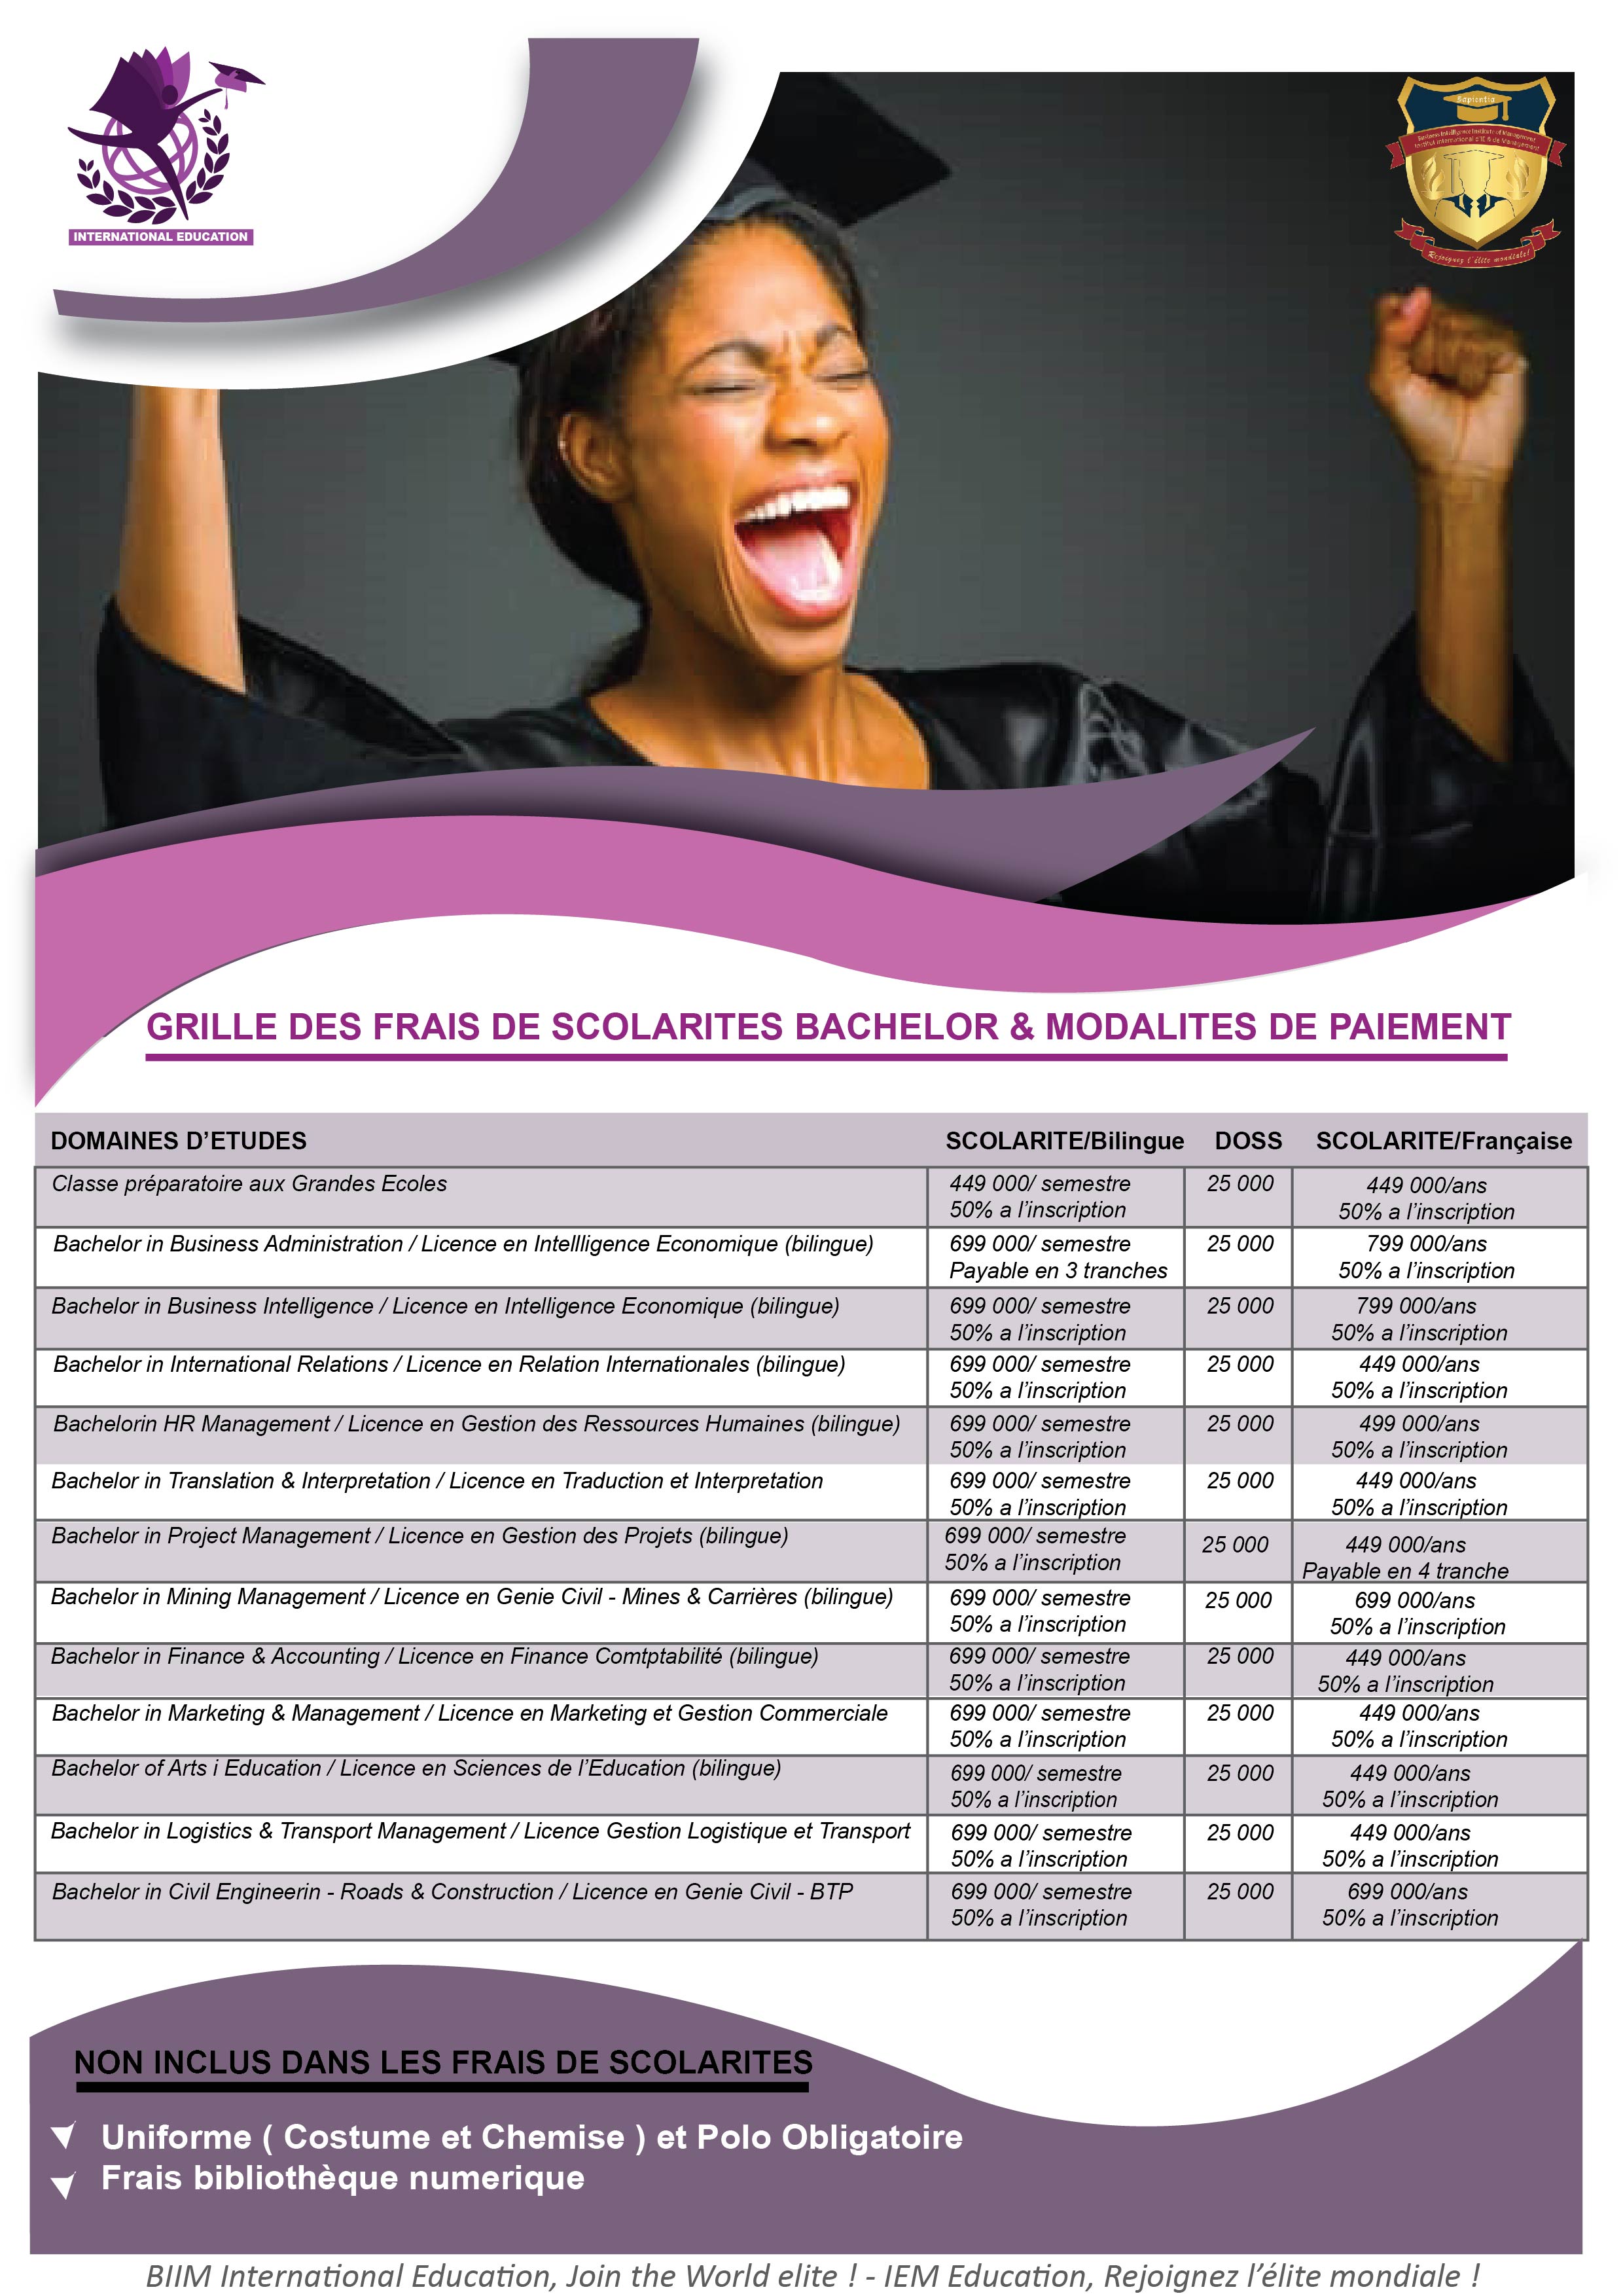 INTERNATIONAL EDUCATION
Sapientia
Business Intelligence Institute of Management
Institut International d'IE & de Management
Rejoignez l'élite mondiale!
GRILLE DES FRAIS DE SCOLARITES BACHELOR & MODALITES DE PAIEMENT
DOMAINES D'ETUDES SCOLARITE/Bilingue DOSS SCOLARITE/Française
Classe préparatoire aux Grandes Ecoles 449 000/ semestre 25 000 449 000/ans
50% a l'inscription 50% a l'inscription
Bachelor in Business Administration / Licence en Intellligence Economique (bilingue) 699 000/ semestre 25 000 799 000/ans
Payable en 3 tranches 50% a l'inscription
Bachelor in Business Intelligence / Licence en Intelligence Economique (bilingue) 699 000/ semestre 25 000 799 000/ans
50% a l'inscription 50% a l'inscription
Bachelor in International Relations / Licence en Relation Internationales (bilingue) 699 000/ semestre 25 000 449 000/ans
50% a l'inscription 50% a l'inscription
Bachelorin HR Management / Licence en Gestion des Ressources Humaines (bilingue) 699 000/ semestre 25 000 499 000/ans
50% a l'inscription 50% a l'inscription
Bachelor in Translation & Interpretation / Licence en Traduction et Interpretation 699 000/ semestre 25 000 449 000/ans
50% a l'inscription 50% a l'inscription
Bachelor in Project Management / Licence en Gestion des Projets (bilingue) 699 000/ semestre 25 000 449 000/ans
50% a l'inscription Payable en 4 tranche
Bachelor in Mining Management / Licence en Genie Civil - Mines & Carrières (bilingue) 699 000/ semestre 25 000 699 000/ans
50% a l'inscription 50% a l'inscription
Bachelor in Finance & Accounting / Licence en Finance Comtptabilité (bilingue) 699 000/ semestre 25 000 449 000/ans
50% a l'inscription 50% a l'inscription
Bachelor in Marketing & Management / Licence en Marketing et Gestion Commerciale 699 000/ semestre 25 000 449 000/ans
50% a l'inscription 50% a l'inscription
Bachelor of Arts i Education / Licence en Sciences de l'Education (bilingue) 699 000/ semestre 25 000 449 000/ans
50% a l'inscription 50% a l'inscription
Bachelor in Logistics & Transport Management / Licence Gestion Logistique et Transport 699 000/ semestre 25 000 449 000/ans
50% a l'inscription 50% a l'inscription
Bachelor in Civil Engineerin - Roads & Construction / Licence en Genie Civil - BTP 699 000/ semestre 25 000 699 000/ans
50% a l'inscription 50% a l'inscription
NON INCLUS DANS LES FRAIS DE SCOLARITES
Uniforme ( Costume et Chemise ) et Polo Obligatoire
Frais bibliothèque numerique
BIIM International Education, Join the World elite ! - IEM Education, Rejoignez l'élite mondiale !